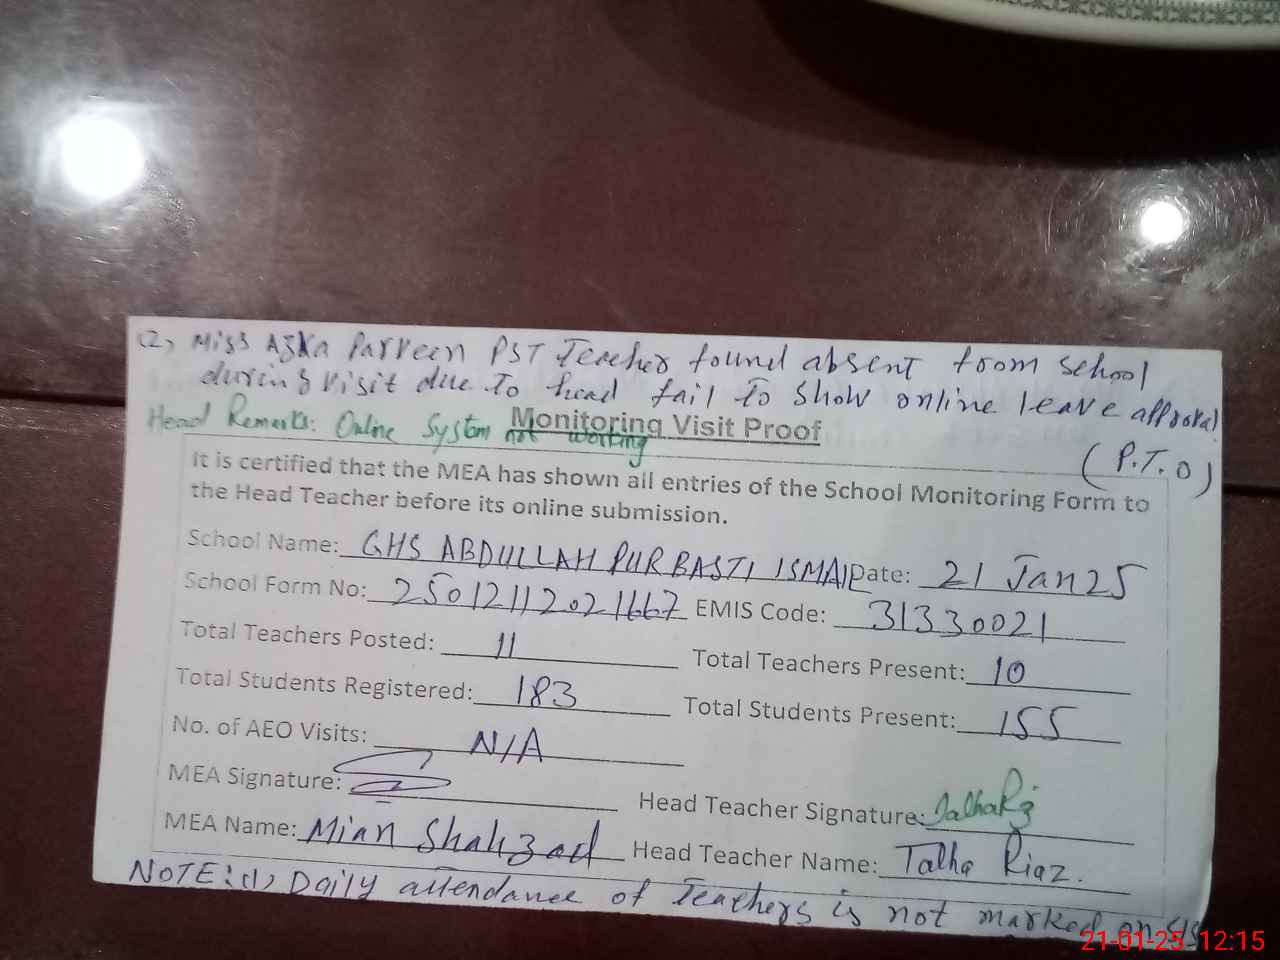 (2) Miss Azka Parveen PST Teacher found absent from school
during visit due to head fail to show online leave approval
(P.T.O)
Head Remarks: Online System not working
Monitoring Visit Proof
It is certified that the MEA has shown all entries of the School Monitoring Form to
the Head Teacher before its online submission.
School Name: GHS ABDULLAH PUR BASTI ISMAIL Date: 21 Jan 25
School Form No: 25012112021667 EMIS Code: 31330021
Total Teachers Posted: 11 Total Teachers Present: 10
Total Students Registered: 183 Total Students Present: 155
No. of AEO Visits: N/A
MEA Signature: Head Teacher Signature: TalhaRz
MEA Name: Mian Shahzad Head Teacher Name: Talha Riaz.
NOTE: (1) Daily attendance of Teachers is not marked on SIS
21-01-25 12:15